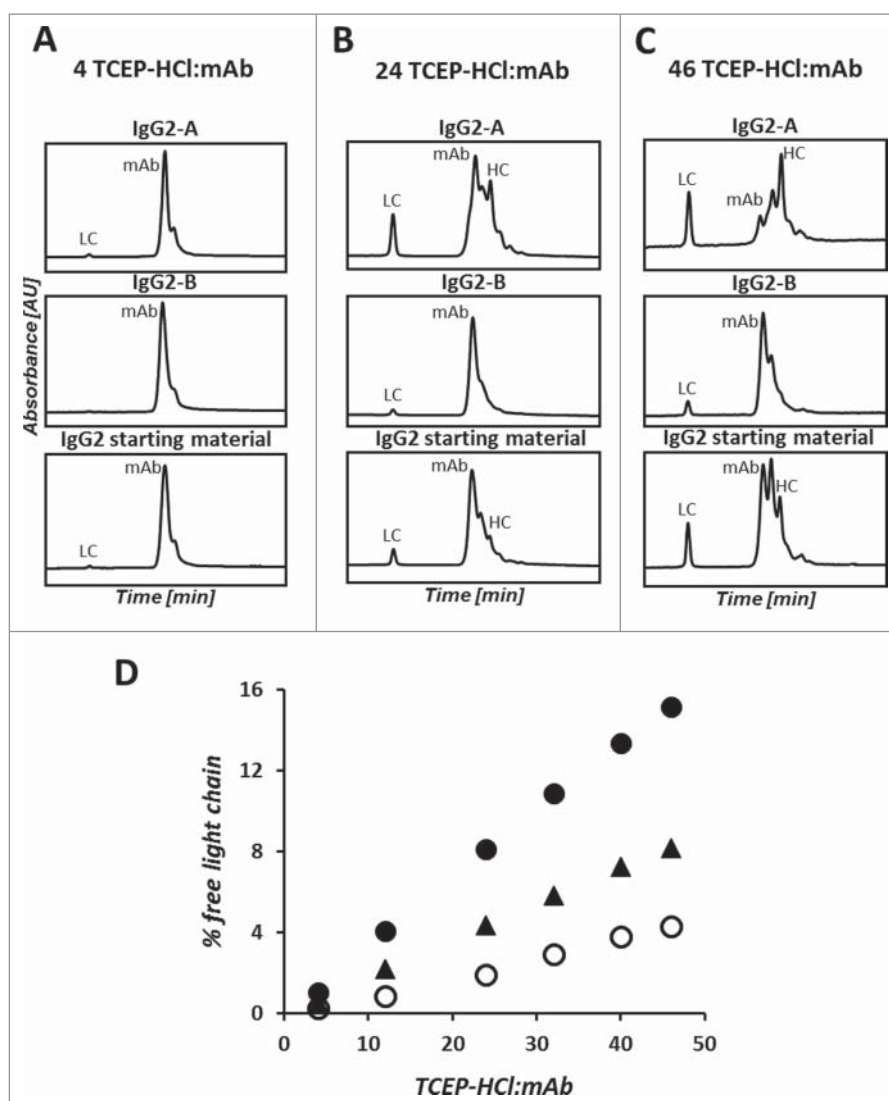 A
4 TCEP-HCl:mAb
IgG2-A
mAb
LC
IgG2-B
mAb
IgG2 starting material
mAb
LC
Absorbance [AU]
Time [min]
B
24 TCEP-HCl:mAb
IgG2-A
mAb
HC
LC
IgG2-B
mAb
LC
IgG2 starting material
mAb
HC
LC
Time [min]
C
46 TCEP-HCl:mAb
IgG2-A
HC
LC
mAb
IgG2-B
mAb
LC
IgG2 starting material
mAb
HC
LC
Time [min]
D
16
12
8
4
0
% free light chain
0 10 20 30 40 50
TCEP-HCl:mAb